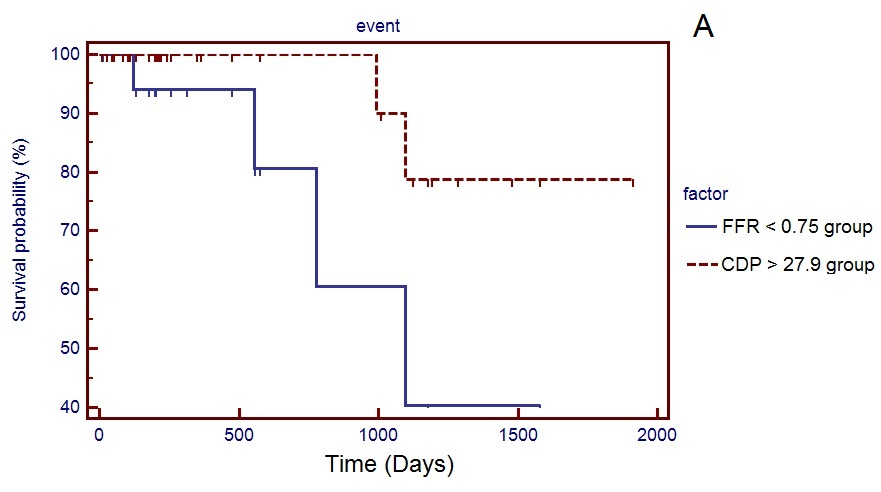 event
A
100
90
80
70
60
50
40
Survival probability (%)
0 500 1000 1500 2000
Time (Days)
factor
FFR < 0.75 group
CDP > 27.9 group